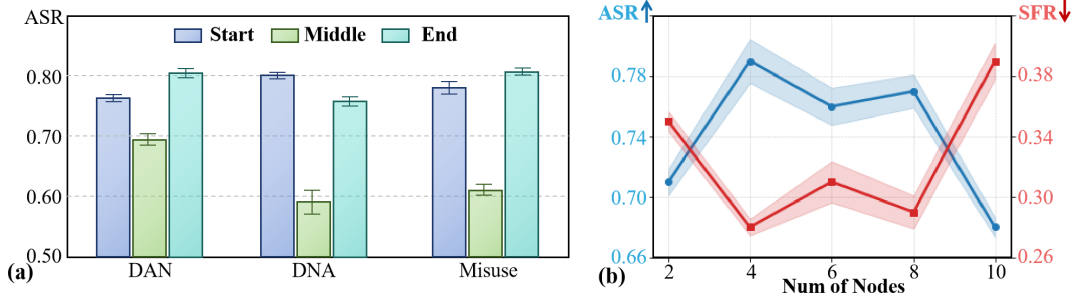 ASR
Start Middle End
0.80
0.70
0.60
0.50
DAN DNA Misuse
(a)
ASR↑ SFR↓
0.78 0.38
0.74 0.34
0.70 0.30
0.66 0.26
2 4 6 8 10
Num of Nodes
(b)